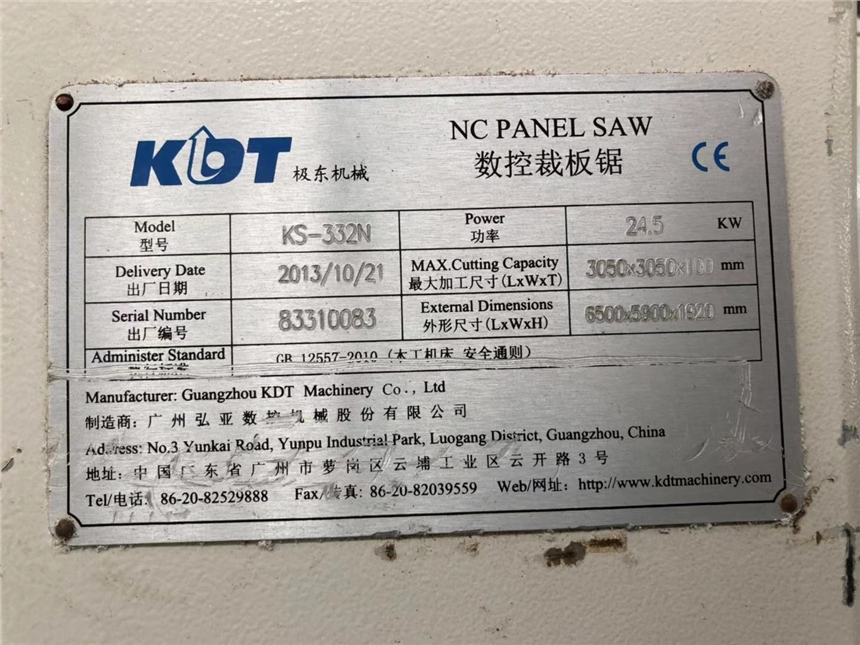 KDT 极东机械
NC PANEL SAW
数控裁板锯
CE
Model
型号
KS-332N
Power
功率
24.5 KW
Delivery Date
出厂日期
2013/10/21
MAX.Cutting Capacity
最大加工尺寸(LxWxT)
3050x3050x100 mm
Serial Number
出厂编号
83310083
External Dimensions
外形尺寸(LxWxH)
6500x5900x1920 mm
Administer Standard
GB 12557-2010 (木工机床 安全通则)
Manufacturer: Guangzhou KDT Machinery Co., Ltd
制造商: 广州弘亚数控机械股份有限公司
Address: No.3 Yunkai Road, Yunpu Industrial Park, Luogang District, Guangzhou, China
地址: 中国广东省广州市萝岗区云埔工业区云开路3号
Tel/电话: 86-20-82529888 Fax/传真: 86-20-82039559 Web/网址: http://www.kdtmachinery.com